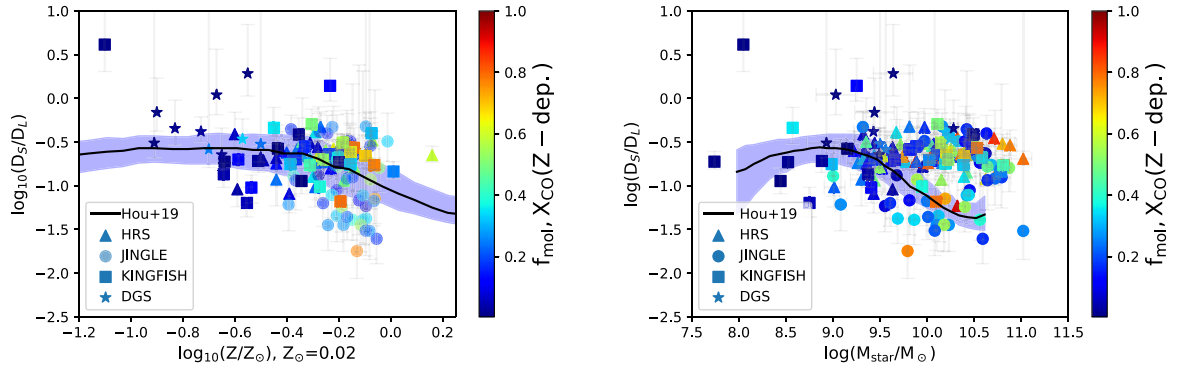 1.0
0.5
0.0
−0.5
−1.0
−1.5
−2.0
−2.5
log10(DS/DL)
Hou+19
HRS
JINGLE
KINGFISH
DGS
−1.2 −1.0 −0.8 −0.6 −0.4 −0.2 0.0 0.2
log10(Z/Z⊙), Z⊙=0.02
1.0
0.8
0.6
0.4
0.2
fmol, XCO(Z − dep.)
1.0
0.5
0.0
−0.5
−1.0
−1.5
−2.0
−2.5
log10(DS/DL)
Hou+19
HRS
JINGLE
KINGFISH
DGS
7.5 8.0 8.5 9.0 9.5 10.0 10.5 11.0 11.5
log(Mstar/M⊙)
1.0
0.8
0.6
0.4
0.2
fmol, XCO(Z − dep.)